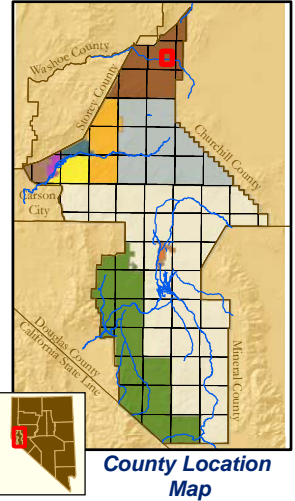 Washoe County
Storey County
Churchill County
Carson
City
Douglas County
California State Line
Mineral County
County Location
Map